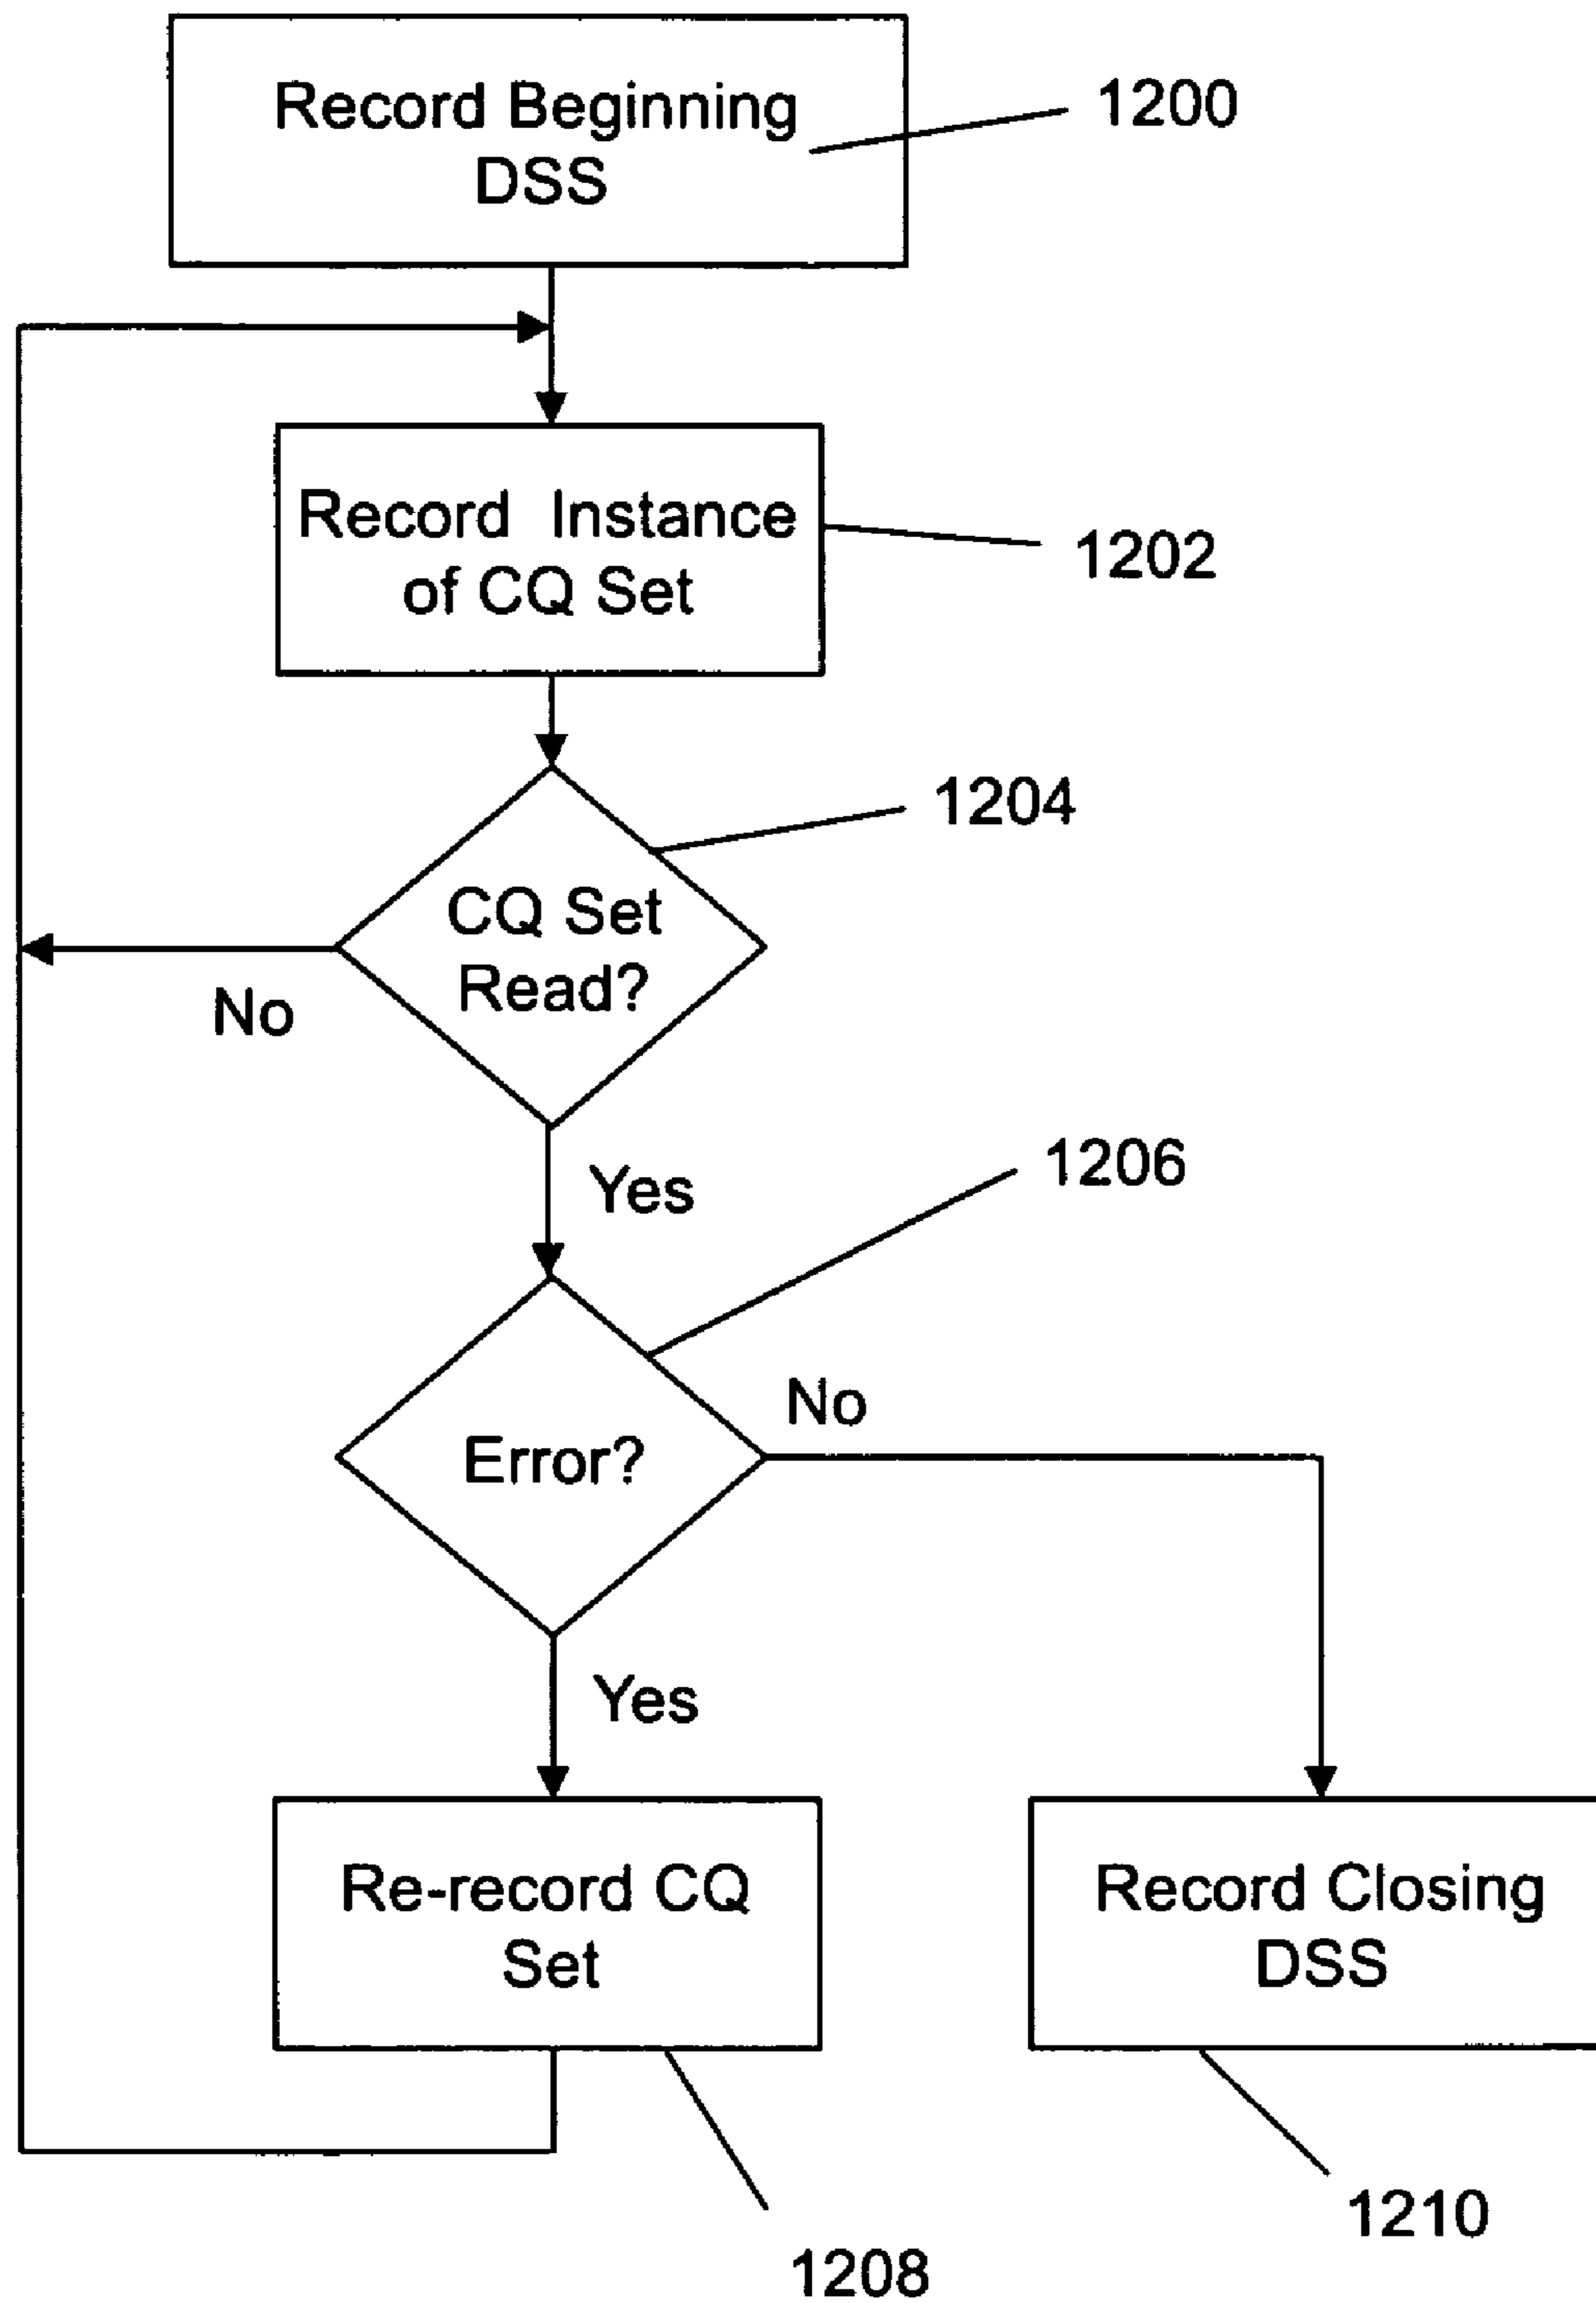 Record Beginning
DSS
1200
Record Instance
of CQ Set
1202
1204
CQ Set
Read?
No
Yes
1206
No
Error?
Yes
Re-record CQ
Set
Record Closing
DSS
1210
1208